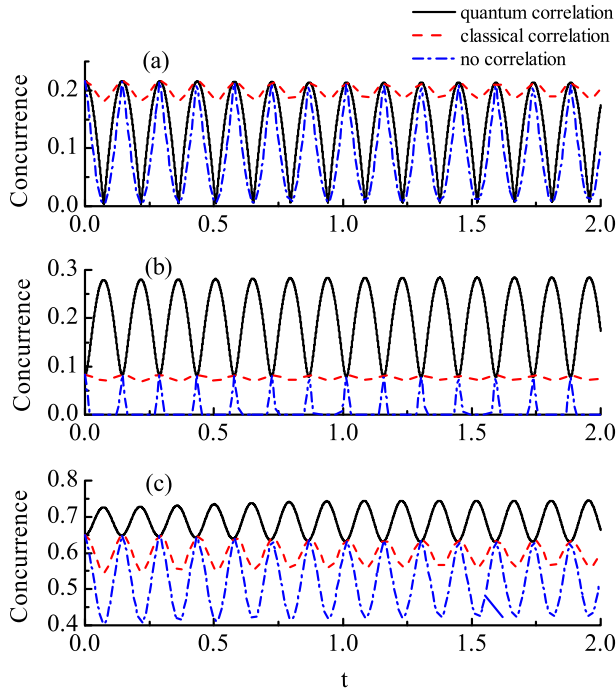 quantum correlation
classical correlation
no correlation
(a)
0.2
0.1
0.0
Concurrence
0.0 0.5 1.0 1.5 2.0
(b)
0.3
0.2
0.1
0.0
Concurrence
0.0 0.5 1.0 1.5 2.0
(c)
0.8
0.7
0.6
0.5
0.4
Concurrence
0.0 0.5 1.0 1.5 2.0
t